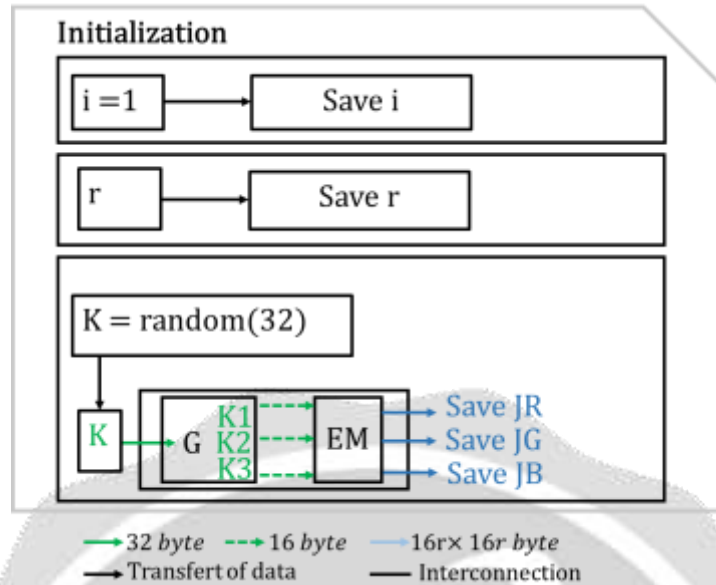 Initialization
i =1 Save i
r Save r
K = random(32)
K G K1 K2 K3 EM Save JR
Save JG
Save JB
32 byte 16 byte 16r× 16r byte
Transfert of data Interconnection